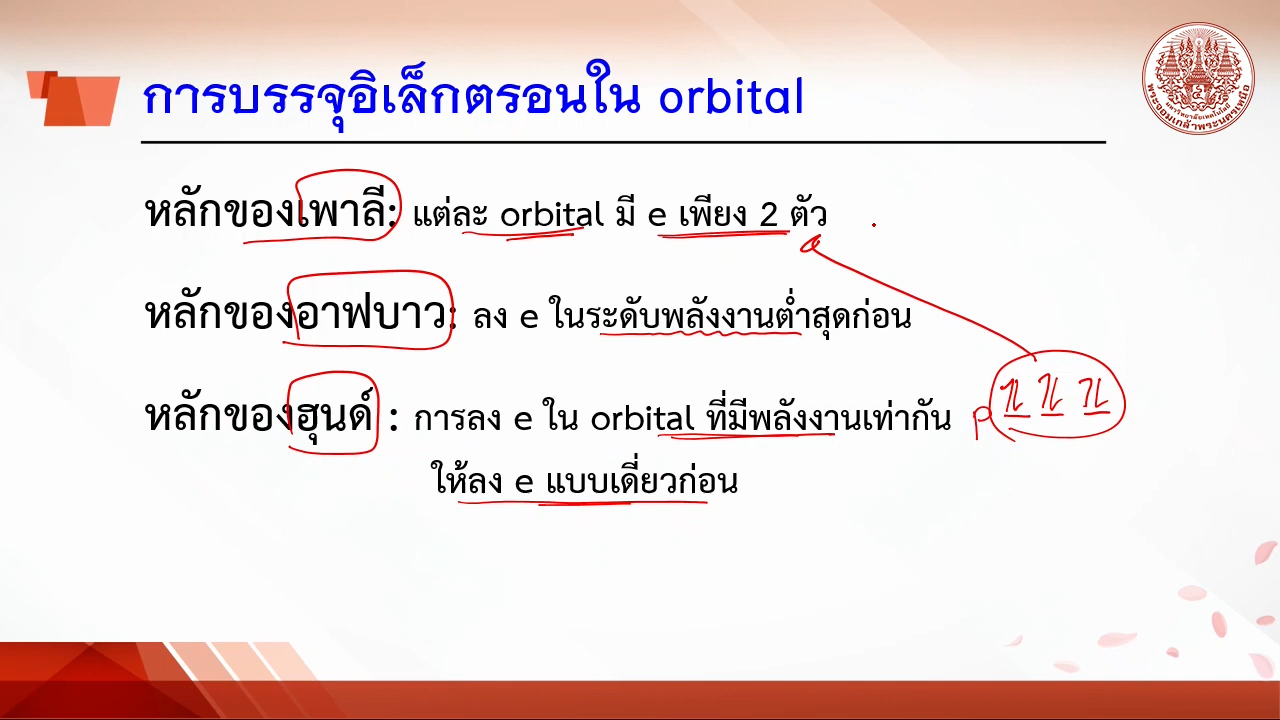 การบรรจุอิเล็กตรอนใน orbital
หลักของเพาลี: แต่ละ orbital มี e เพียง 2 ตัว
หลักของอาฟบาว: ลง e ในระดับพลังงานต่ำสุดก่อน
หลักของฮุนด์ : การลง e ใน orbital ที่มีพลังงานเท่ากัน
p
ให้ลง e แบบเดี่ยวก่อน